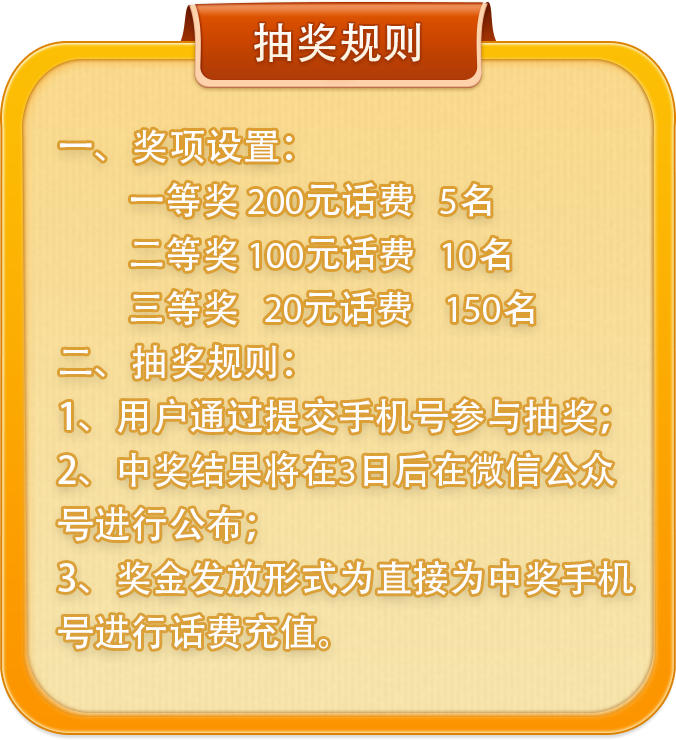 抽奖规则
一、奖项设置：
一等奖 200元话费 5名
二等奖 100元话费 10名
三等奖 20元话费 150名
二、抽奖规则：
1、用户通过提交手机号参与抽奖；
2、中奖结果将在3日后在微信公众
号进行公布；
3、奖金发放形式为直接为中奖手机
号进行话费充值。